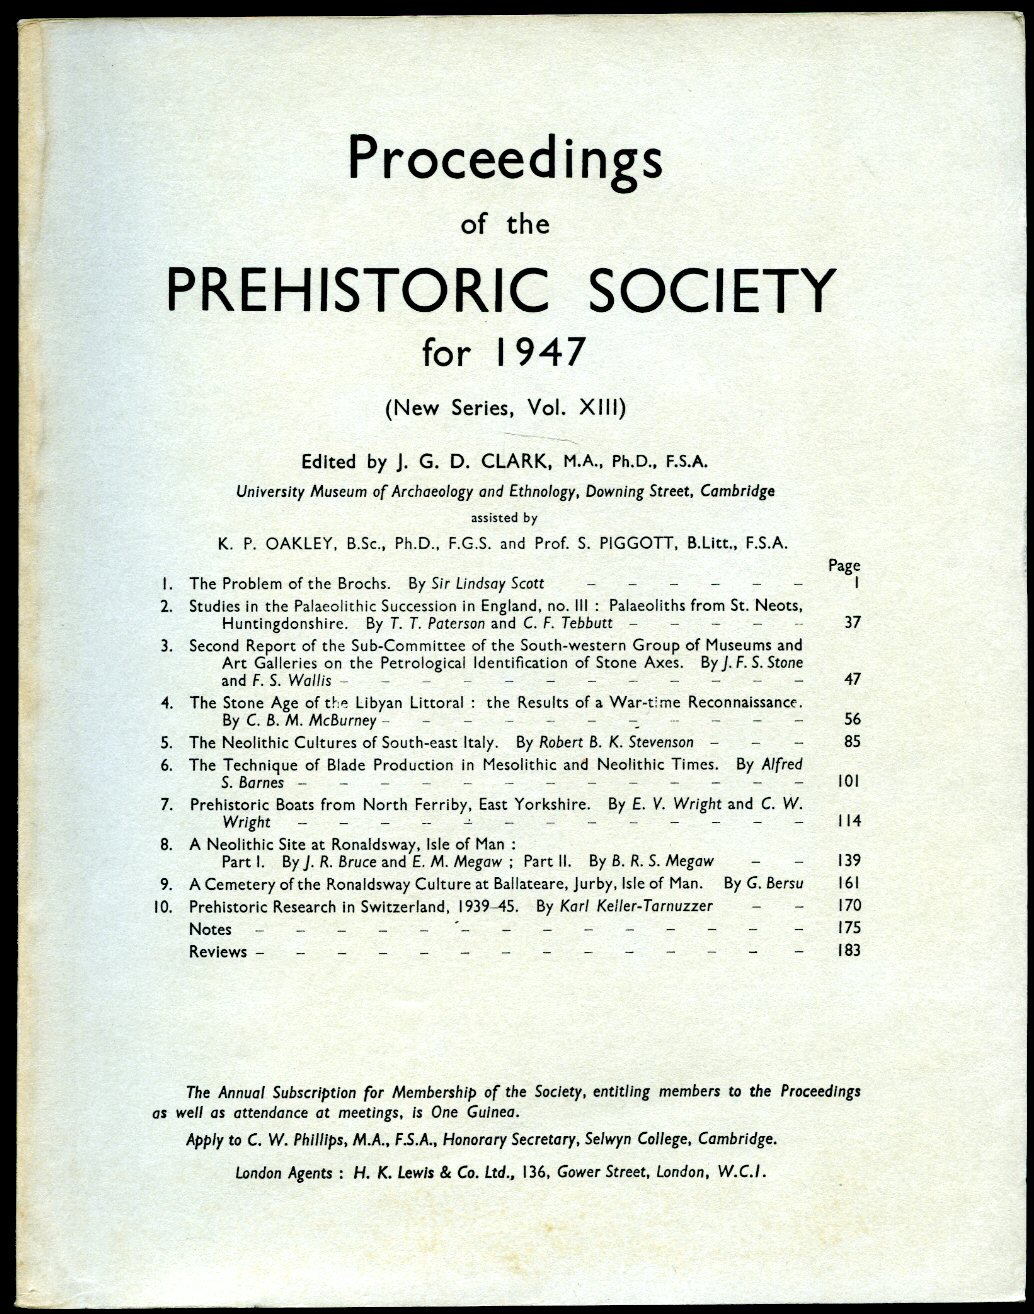 Proceedings
of the
PREHISTORIC SOCIETY
for 1947
(New Series, Vol. XIII)
Edited by J. G. D. CLARK, M.A., Ph.D., F.S.A.
University Museum of Archaeology and Ethnology, Downing Street, Cambridge
assisted by
K. P. OAKLEY, B.Sc., Ph.D., F.G.S. and Prof. S. PIGGOTT, B.Litt., F.S.A.
Page
1. The Problem of the Brochs. By Sir Lindsay Scott – – – – – – 1
2. Studies in the Palaeolithic Succession in England, no. III : Palaeoliths from St. Neots,
Huntingdonshire. By T. T. Paterson and C. F. Tebbutt – – – – – 37
3. Second Report of the Sub-Committee of the South-western Group of Museums and
Art Galleries on the Petrological Identification of Stone Axes. By J. F. S. Stone
and F. S. Wallis – – – – – – – – – – – – 47
4. The Stone Age of the Libyan Littoral : the Results of a War-time Reconnaissance.
By C. B. M. McBurney – – – – – – – – – – – 56
5. The Neolithic Cultures of South-east Italy. By Robert B. K. Stevenson – – – 85
6. The Technique of Blade Production in Mesolithic and Neolithic Times. By Alfred
S. Barnes – – – – – – – – – – – – – 101
7. Prehistoric Boats from North Ferriby, East Yorkshire. By E. V. Wright and C. W.
Wright – – – – – – – – – – – – – 114
8. A Neolithic Site at Ronaldsway, Isle of Man :
Part I. By J. R. Bruce and E. M. Megaw ; Part II. By B. R. S. Megaw – – 139
9. A Cemetery of the Ronaldsway Culture at Ballateare, Jurby, Isle of Man. By G. Bersu 161
10. Prehistoric Research in Switzerland, 1939–45. By Karl Keller-Tarnuzzer – – 170
Notes – – – – – – – – – – – – – – 175
Reviews – – – – – – – – – – – – – – 183
The Annual Subscription for Membership of the Society, entitling members to the Proceedings
as well as attendance at meetings, is One Guinea.
Apply to C. W. Phillips, M.A., F.S.A., Honorary Secretary, Selwyn College, Cambridge.
London Agents : H. K. Lewis & Co. Ltd., 136, Gower Street, London, W.C.1.